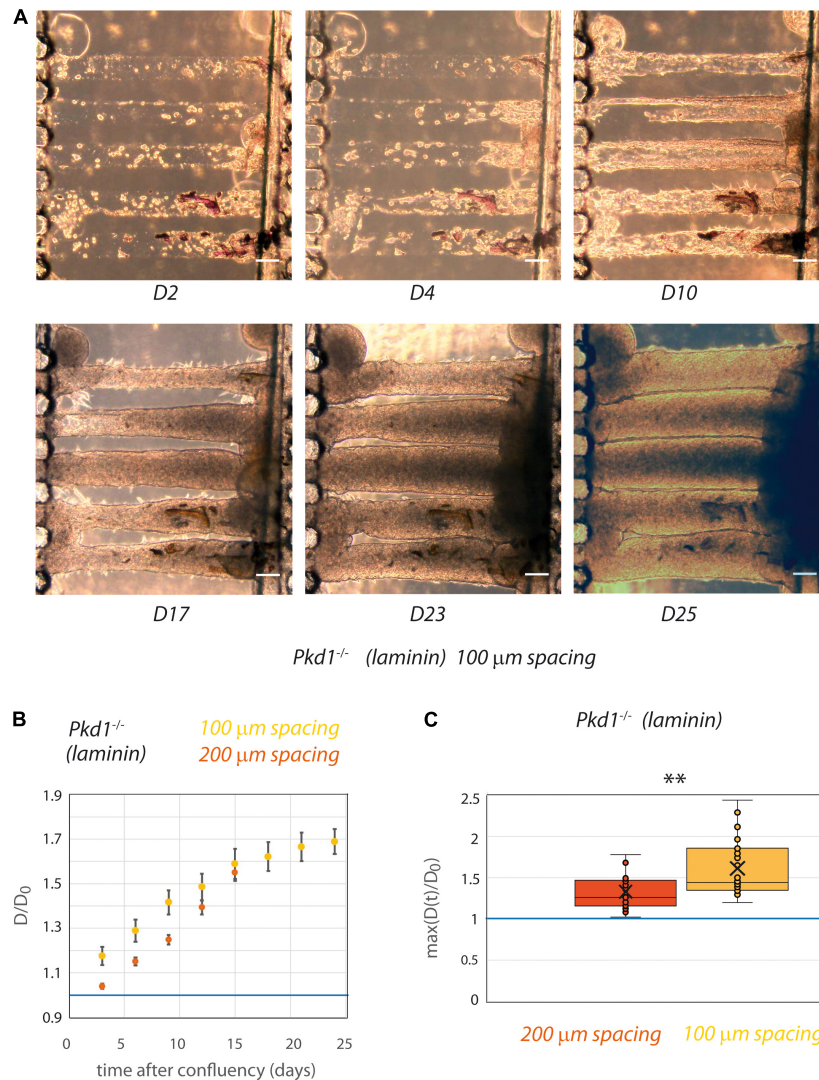 A
D2
D4
D10
D17
D23
D25
Pkd1-/- (laminin) 100 μm spacing
B
Pkd1-/-
(laminin)
100 μm spacing
200 μm spacing
1.9
1.7
1.5
1.3
1.1
0.9
D/D0
0 5 10 15 20 25
time after confluency (days)
C
Pkd1-/- (laminin)
**
2.5
2
1.5
1
0.5
0
max(D(t)/D0)
200 μm spacing
100 μm spacing